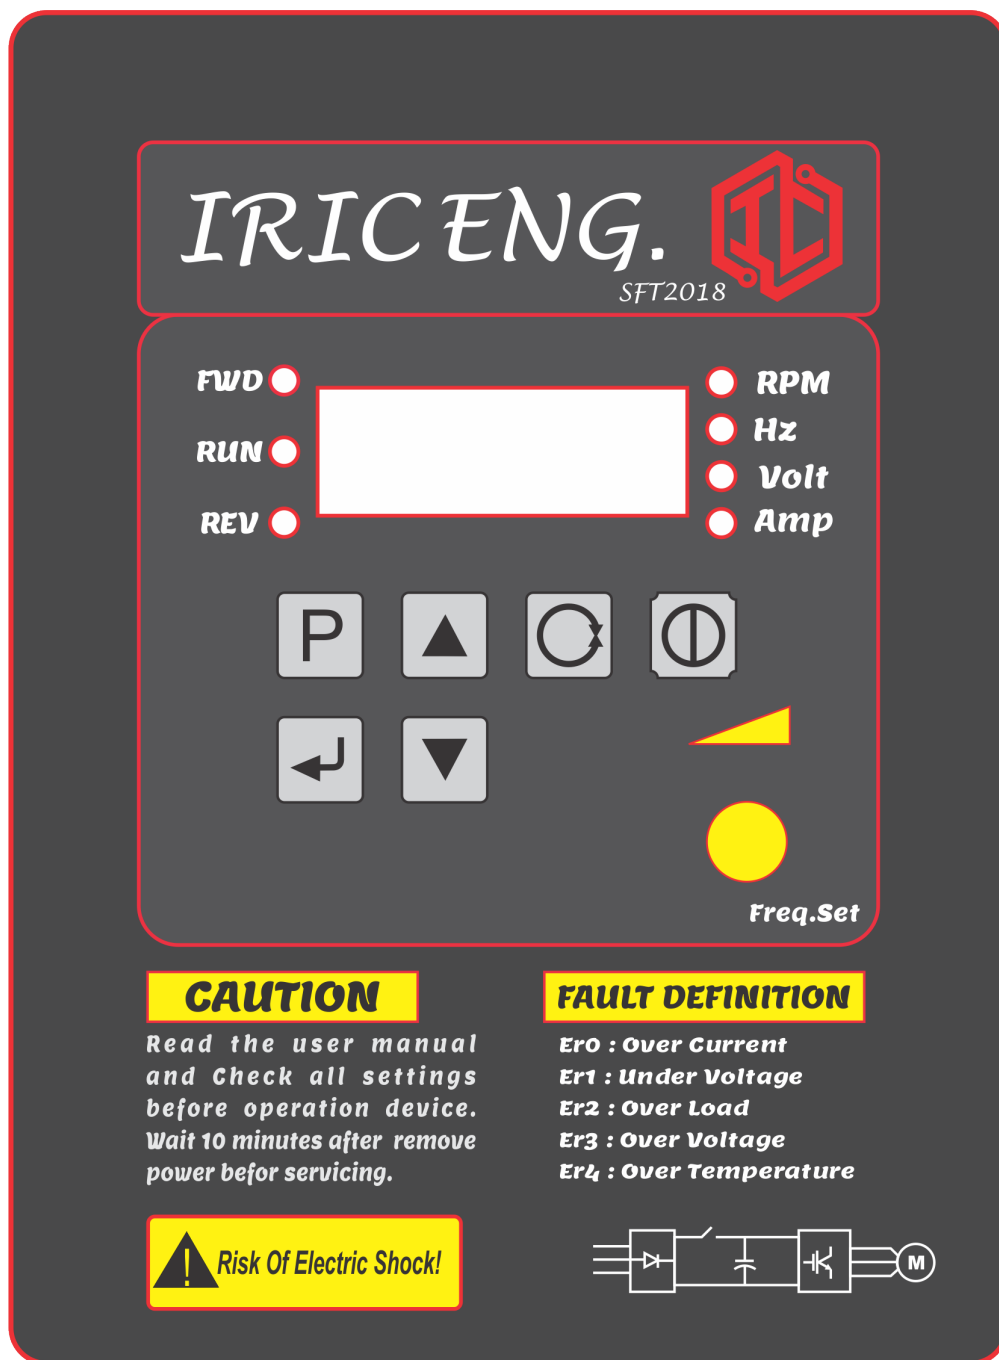 IRIC ENG.
SFT2018
FWD
RUN
REV
RPM
Hz
Volt
Amp
P
Freq.Set
CAUTION
Read the user manual
and Check all settings
before operation device.
Wait 10 minutes after remove
power befor servicing.
Risk Of Electric Shock!
FAULT DEFINITION
Er0 : Over Current
Er1 : Under Voltage
Er2 : Over Load
Er3 : Over Voltage
Er4 : Over Temperature
M